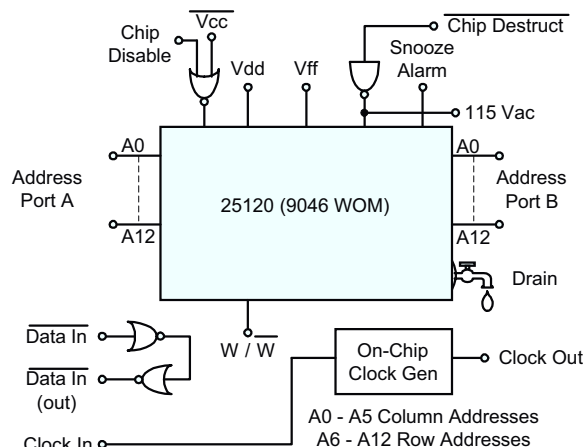 Chip
Disable
Vcc
Vdd
Vff
Chip Destruct
Snooze
Alarm
115 Vac
Address
Port A
A0
A12
25120 (9046 WOM)
A0
A12
Address
Port B
Drain
W / W
Data In
Data In
(out)
On-Chip
Clock Gen
Clock Out
Clock In
A0 - A5 Column Addresses
A6 - A12 Row Addresses